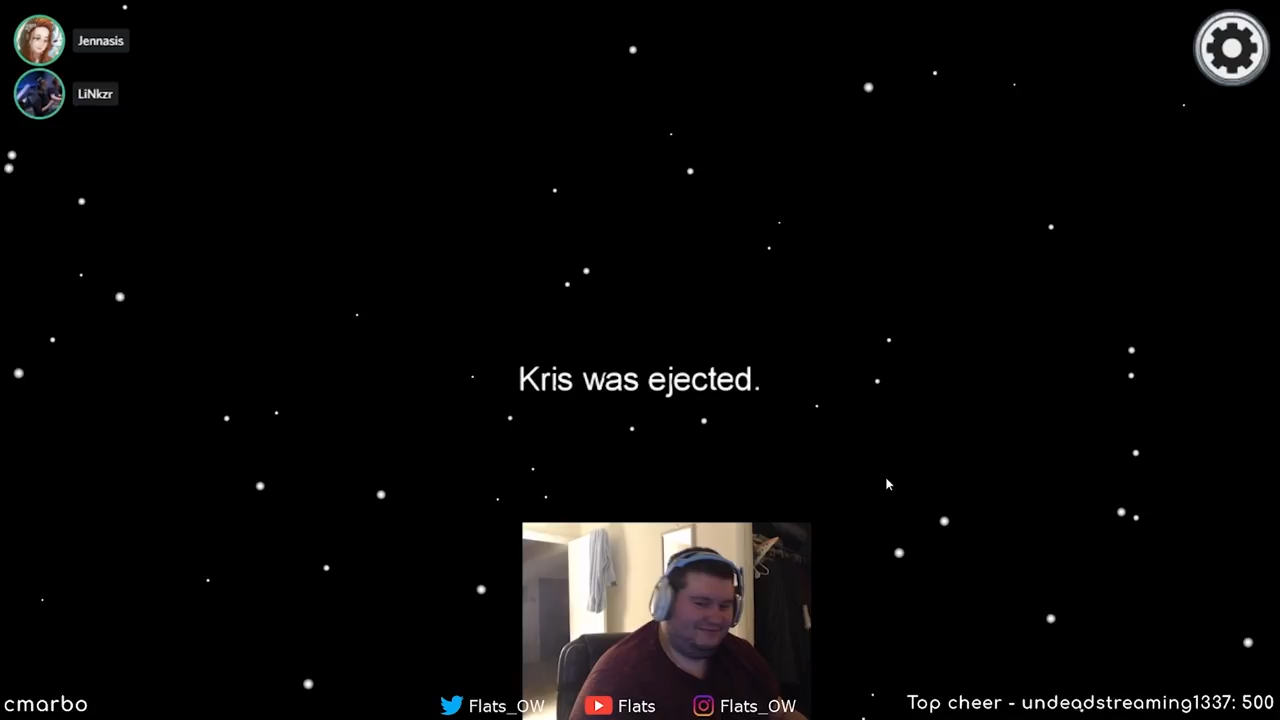 Jennasis
LiNkzr
Kris was ejected.
cmarbo
Flats_OW
Flats
Flats_OW
Top cheer - undeadstreaming1337: 500